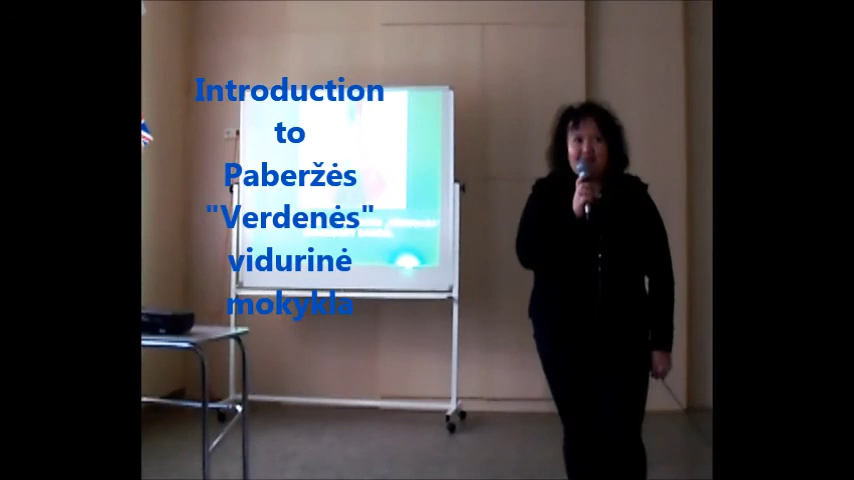 Introduction
to
Paberžės
"Verdenės"
vidurinė
mokykla